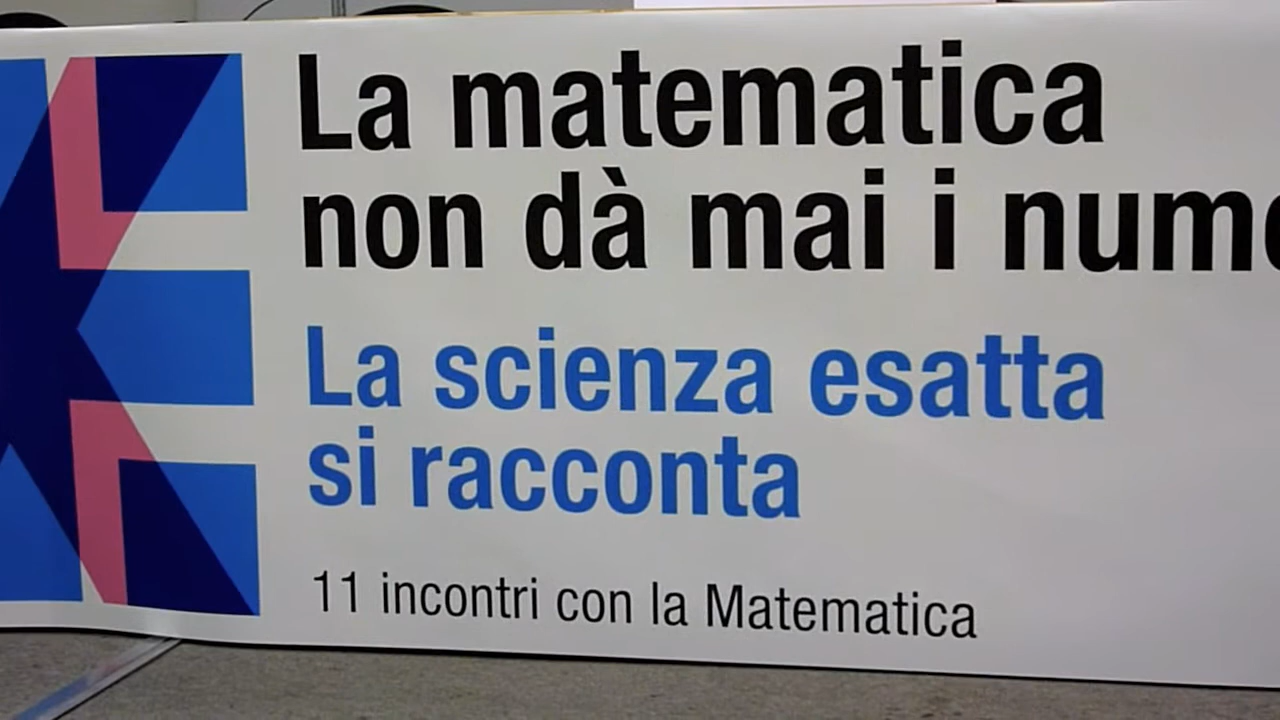 La matematica
non dà mai i
La scienza esatta
si racconta
11 incontri con la Matematica